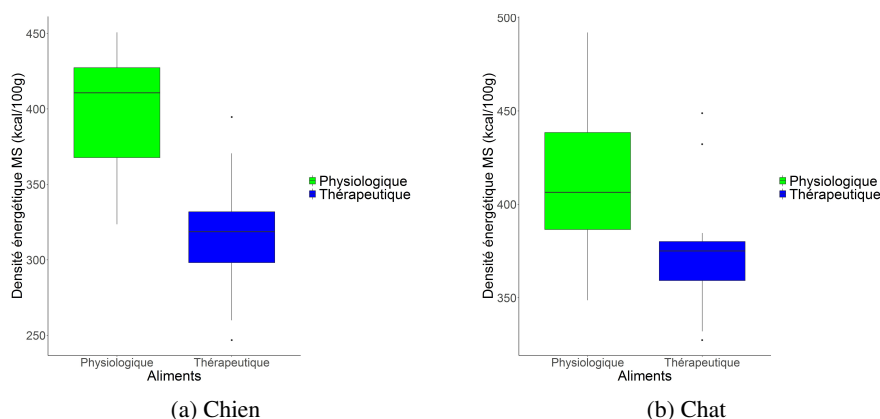 Densité énergétique MS (kcal/100g)
450
400
350
300
250
Physiologique Thérapeutique
Aliments
Physiologique
Thérapeutique
(a) Chien
Densité énergétique MS (kcal/100g)
500
450
400
350
Physiologique Thérapeutique
Aliments
Physiologique
Thérapeutique
(b) Chat